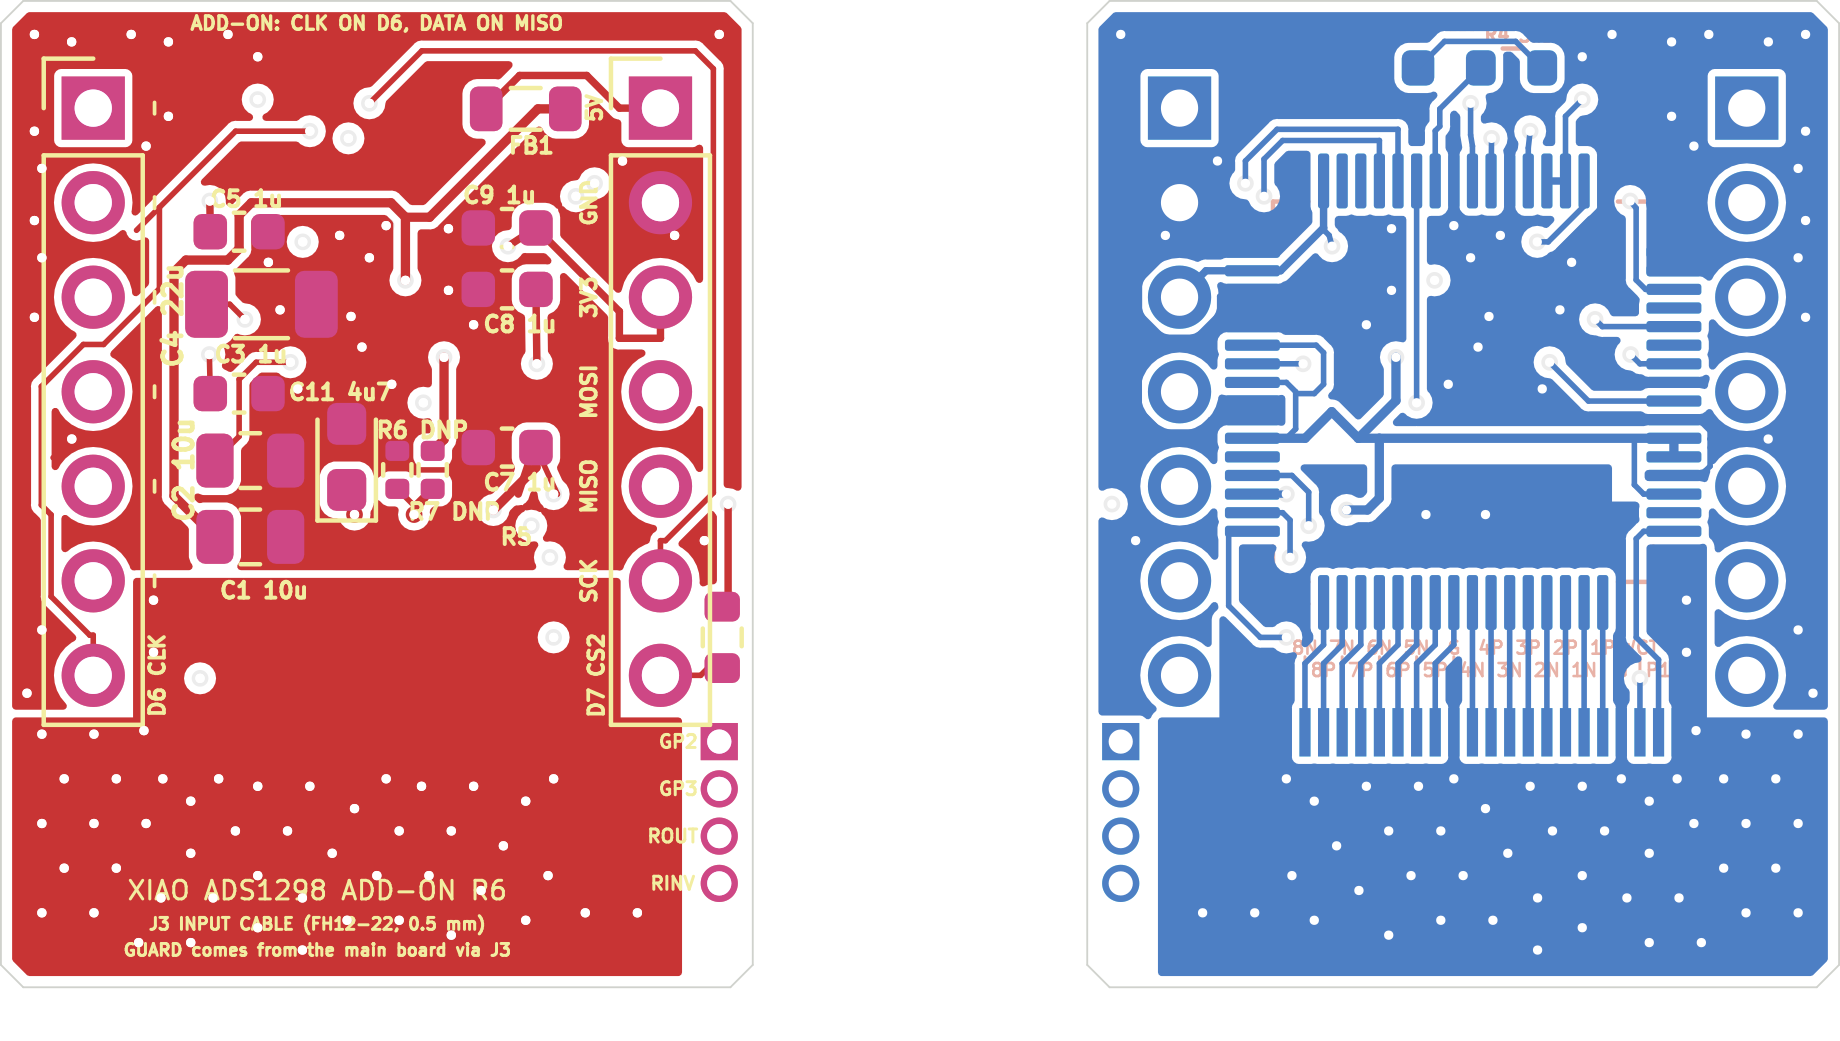 ADD-ON: CLK ON D6, DATA ON MISO
R4
5V
FB1
C5 1u
C9 1u
GND
C4 22u
3V3
C8 1u
C3 1u
C11 4u7
MOSI
R6 DNP
C2 10u
C7 1u
MISO
R7 DNP
R5
C1 10u
SCK
D6 CLK
D7 CS2
8N 7N 6N 5N G 4P 3P 2P 1P VCT
8P 7P 6P 5P 4N 3N 2N 1N P1
GP2
GP3
ROUT
RINV
XIAO ADS1298 ADD-ON R6
J3 INPUT CABLE (FH12-22, 0.5 mm)
GUARD comes from the main board via J3